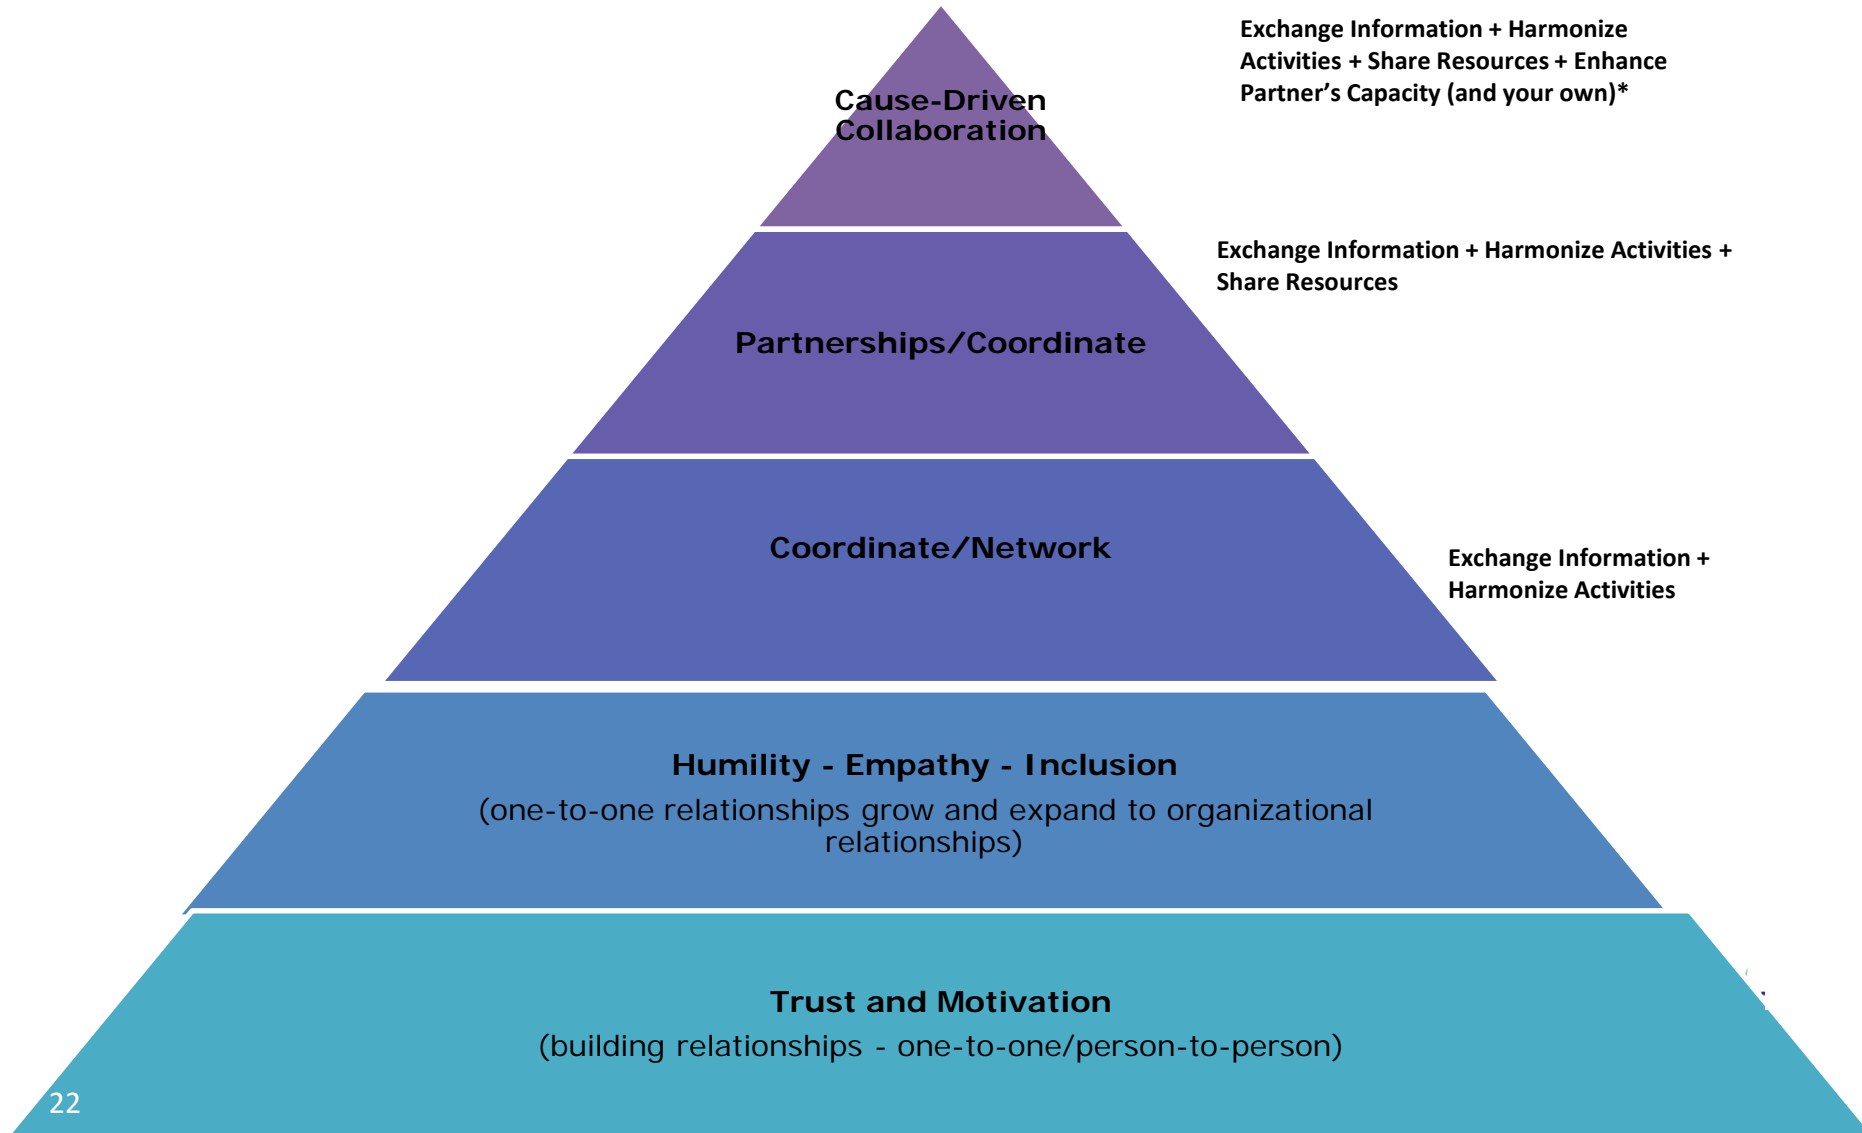 Exchange Information + Harmonize
Activities + Share Resources + Enhance
Partner's Capacity (and your own)*
Cause-Driven
Collaboration
Exchange Information + Harmonize Activities +
Share Resources
Partnerships/Coordinate
Coordinate/Network
Exchange Information +
Harmonize Activities
Humility - Empathy - Inclusion
(one-to-one relationships grow and expand to organizational
relationships)
Trust and Motivation
(building relationships - one-to-one/person-to-person)
22